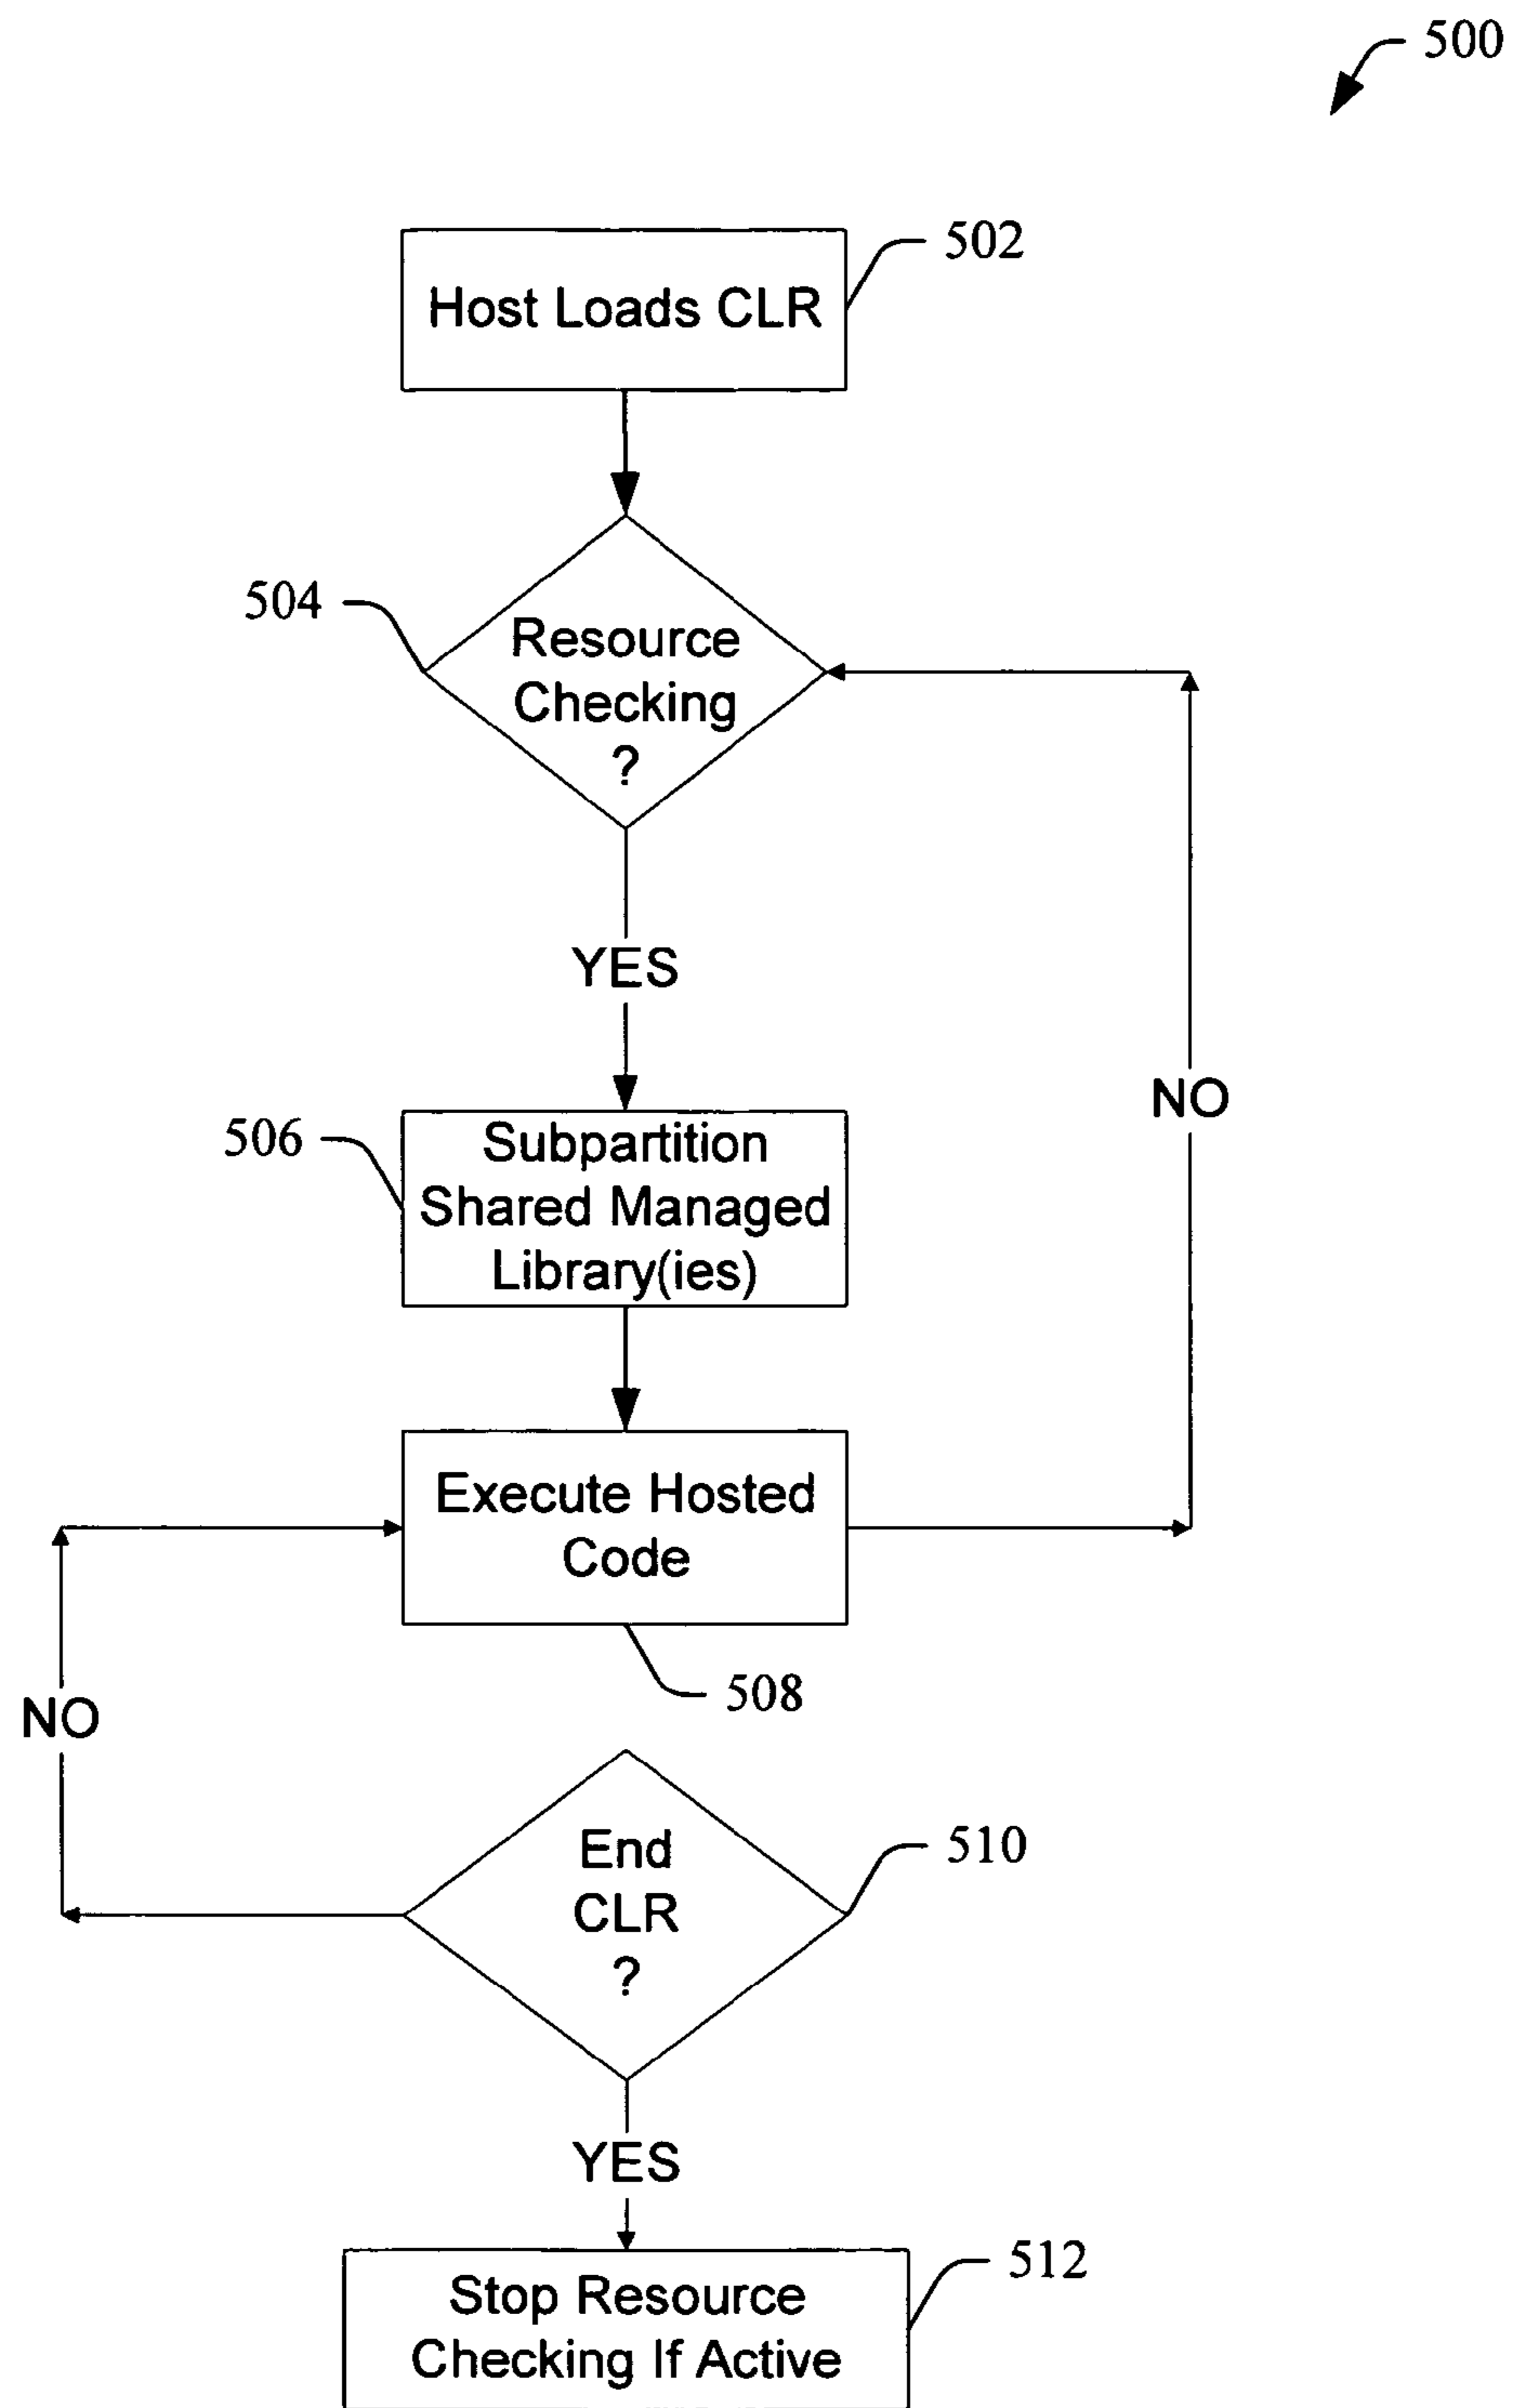 500
502
Host Loads CLR
504
Resource
Checking
?
YES
NO
506
Subpartition
Shared Managed
Library(ies)
Execute Hosted
Code
508
NO
510
End
CLR
?
YES
512
Stop Resource
Checking If Active